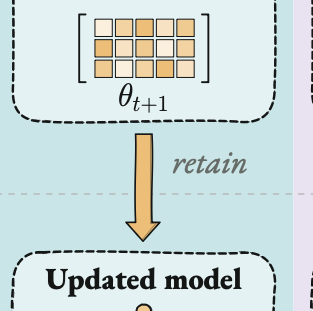 θₜ₊₁
retain
Updated model